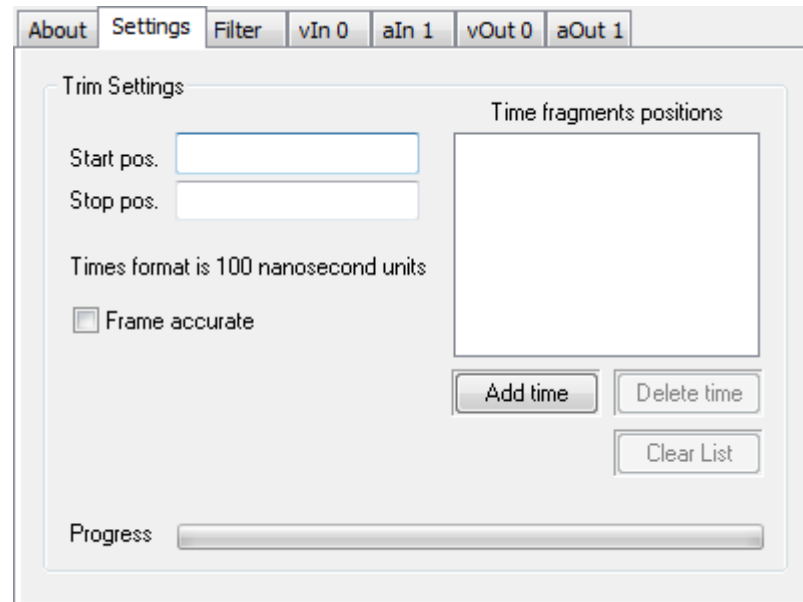 About Settings Filter vIn 0 aIn 1 vOut 0 aOut 1
Trim Settings
Time fragments positions
Start pos.
Stop pos.
Times format is 100 nanosecond units
Frame accurate
Add time Delete time
Clear List
Progress